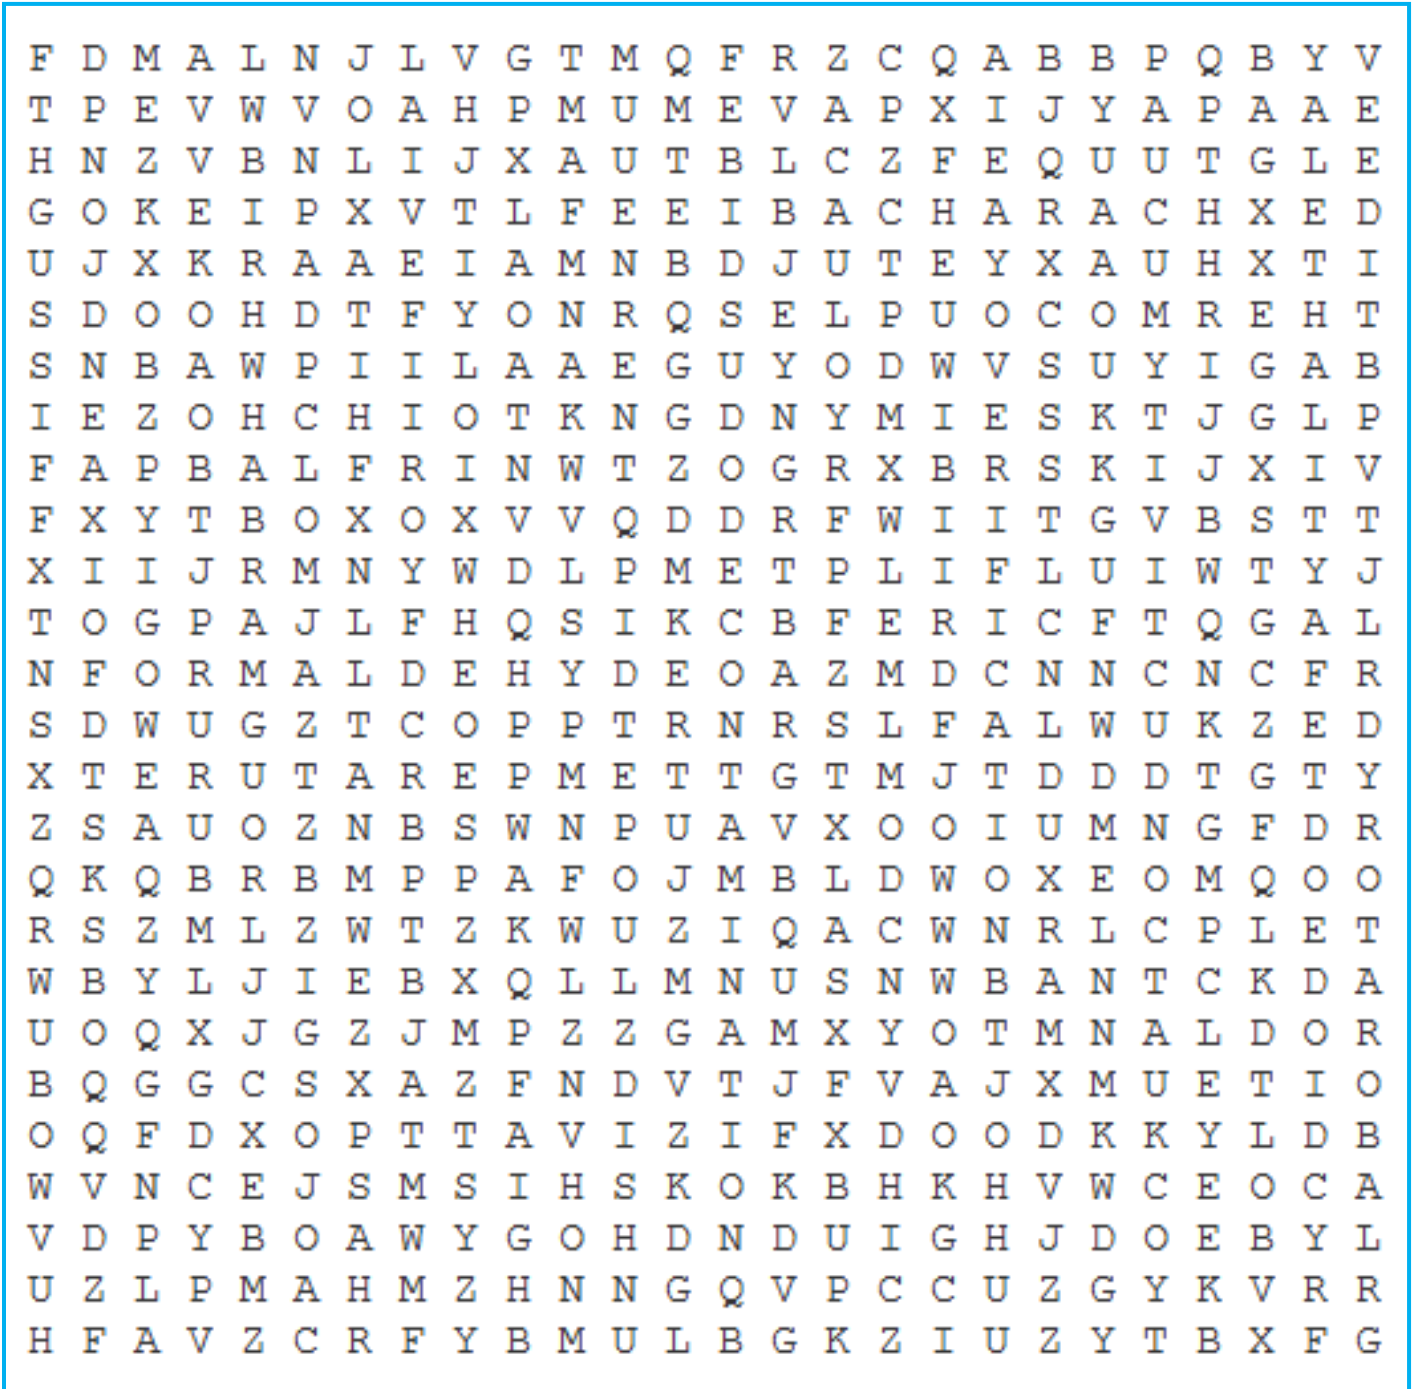 F D M A L N J L V G T M Q F R Z C Q A B B P Q B Y V
T P E V W V O A H P M U M E V A P X I J Y A P A A E
H N Z V B N L I J X A U T B L C Z F E Q U U T G L E
G O K E I P X V T L F E E I B A C H A R A C H X E D
U J X K R A A E I A M N B D J U T E Y X A U H X T I
S D O O H D T F Y O N R Q S E L P U O C O M R E H T
S N B A W P I I L A A E G U Y O D W V S U Y I G A B
I E Z O H C H I O T K N G D N Y M I E S K T J G L P
F A P B A L F R I N W T Z O G R X B R S K I J X I V
F X Y T B O X O X V V Q D D R F W I I T G V B S T T
X I I J R M N Y W D L P M E T P L I F L U I W T Y J
T O G P A J L F H Q S I K C B F E R I C F T Q G A L
N F O R M A L D E H Y D E O A Z M D C N N C N C F R
S D W U G Z T C O P P T R N R S L F A L W U K Z E D
X T E R U T A R E P M E T T G T M J T D D D T G T Y
Z S A U O Z N B S W N P U A V X O O I U M N G F D R
Q K Q B R B M P P A F O J M B L D W O X E O M Q O O
R S Z M L Z W T Z K W U Z I Q A C W N R L C P L E T
W B Y L J I E B X Q L L M N U S N W B A N T C K D A
U O Q X J G Z J M P Z Z G A M X Y O T M N A L D O R
B Q G G C S X A Z F N D V T J F V A J X M U E T I O
O Q F D X O P T T A V I Z I F X D O O D K K Y L D B
W V N C E J S M S I H S K O K B H K H V W C E O C A
V D P Y B O A W Y G O H D N D U I G H J D O E B Y L
U Z L P M A H M Z H N N G Q V P C C U Z G Y K V R R
H F A V Z C R F Y B M U L B G K Z I U Z Y T B X F G